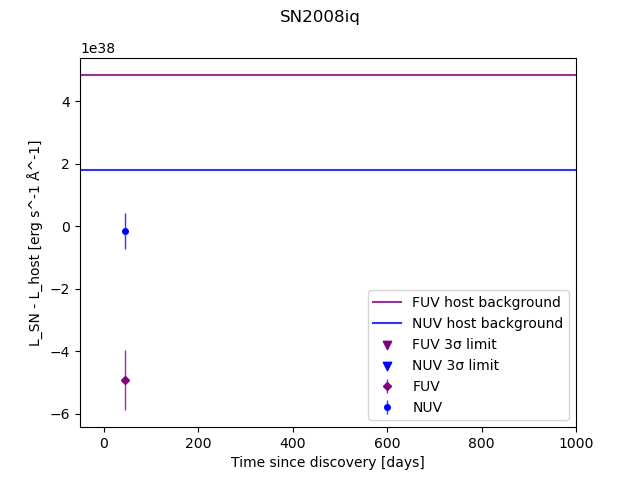 SN2008iq
1e38
4
2
0
−2
−4
−6
L_SN - L_host [erg s^-1 Å^-1]
FUV host background
NUV host background
FUV 3σ limit
NUV 3σ limit
FUV
NUV
0 200 400 600 800 1000
Time since discovery [days]